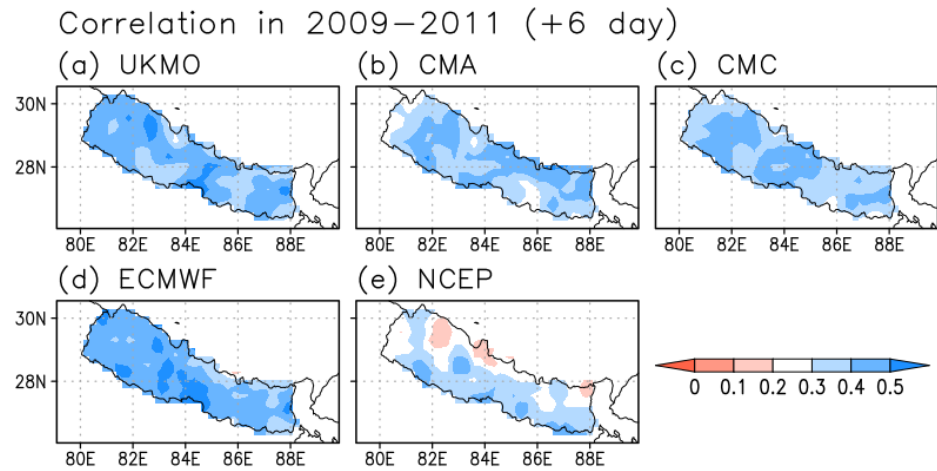 Correlation in 2009−2011 (+6 day)
(a) UKMO
(b) CMA
(c) CMC
30N
28N
80E 82E 84E 86E 88E
80E 82E 84E 86E 88E
80E 82E 84E 86E 88E
(d) ECMWF
(e) NCEP
30N
28N
80E 82E 84E 86E 88E
80E 82E 84E 86E 88E
0 0.1 0.2 0.3 0.4 0.5